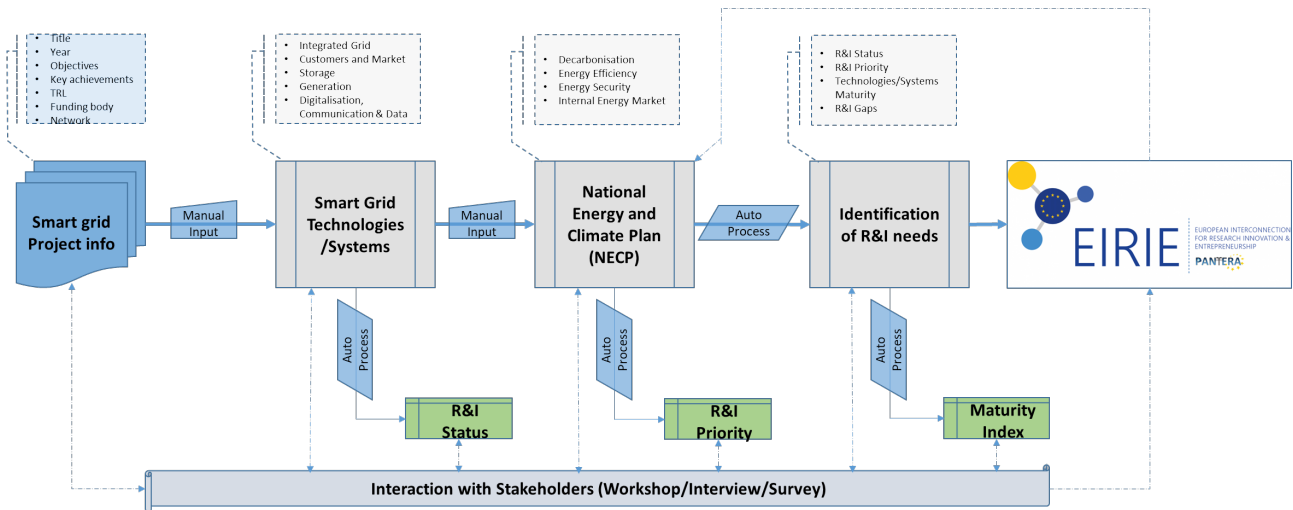 • Title
• Year
• Objectives
• Key achievements
• TRL
• Funding body
• Network
• Integrated Grid
• Customers and Market
• Storage
• Generation
• Digitalisation,
Communication & Data
• Decarbonisation
• Energy Efficiency
• Energy Security
• Internal Energy Market
• R&I Status
• R&I Priority
• Technologies/Systems
Maturity
• R&I Gaps
Smart grid
Project info
Manual
Input
Smart Grid
Technologies
/Systems
Manual
Input
National
Energy and
Climate Plan
(NECP)
Auto
Process
Identification
of R&I needs
EIRIE
EUROPEAN INTERCONNECTION
FOR RESEARCH INNOVATION &
ENTREPRENEURSHIP
PANTERA
Auto
Process
Auto
Process
Auto
Process
R&I
Status
R&I
Priority
Maturity
Index
Interaction with Stakeholders (Workshop/Interview/Survey)